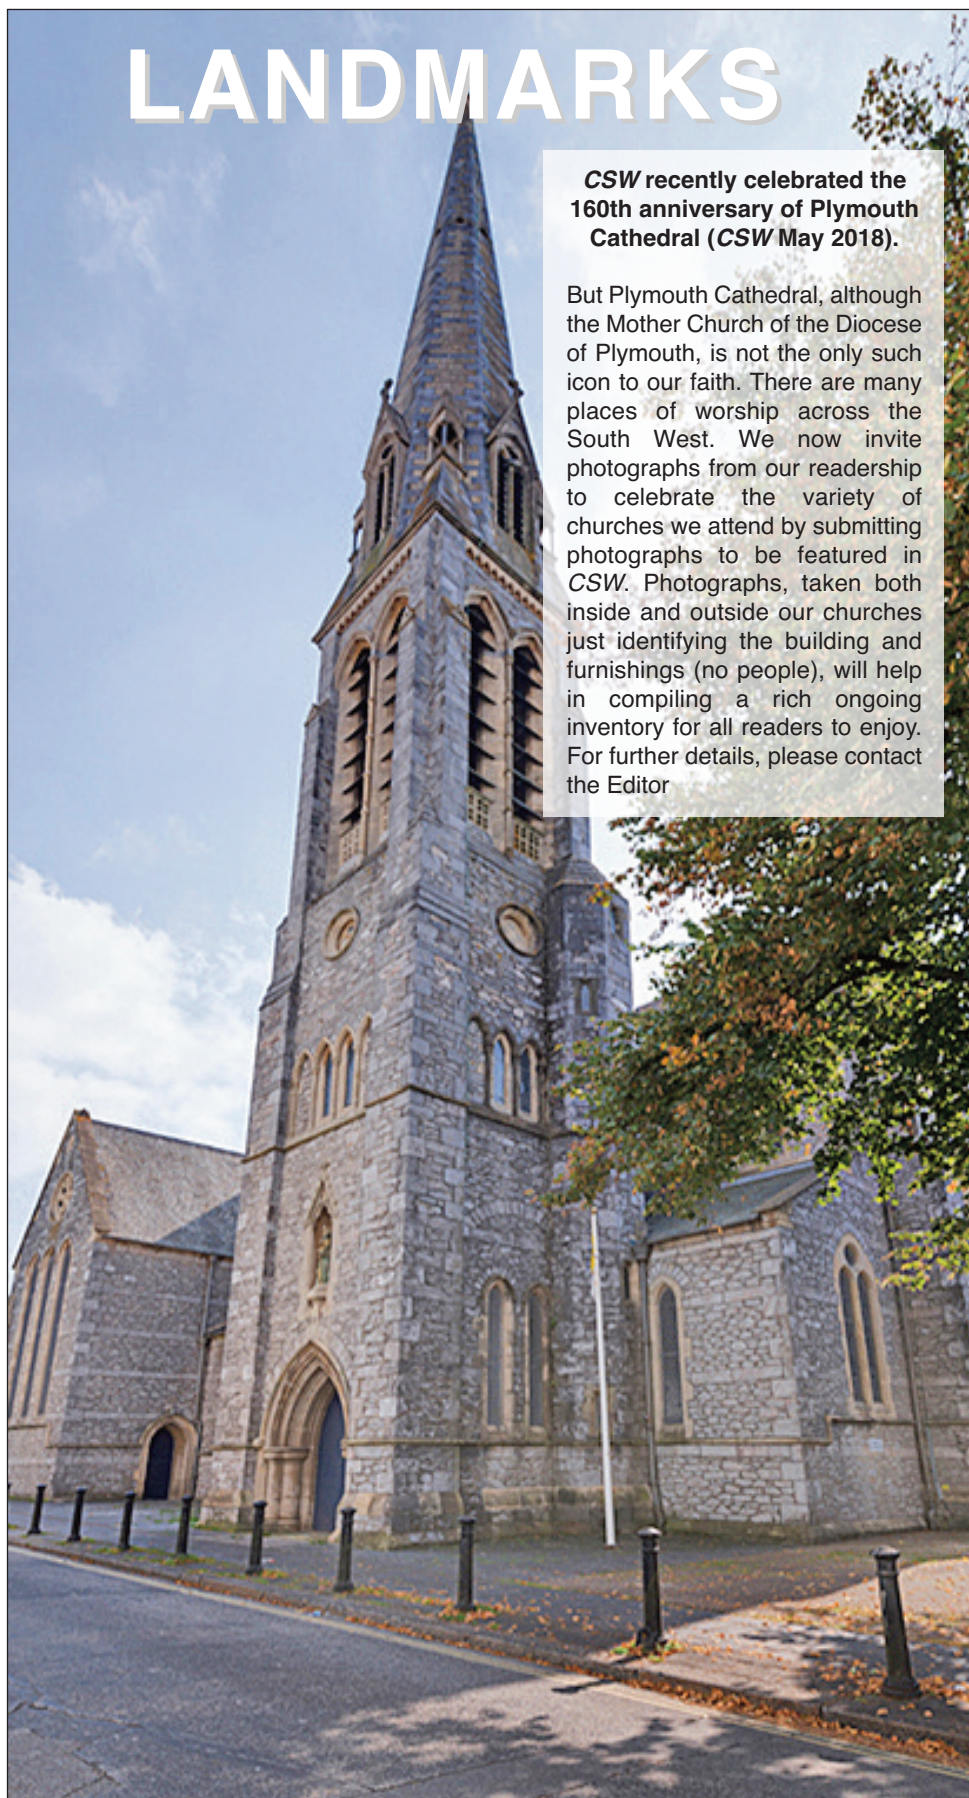 LANDMARKS
CSW recently celebrated the
160th anniversary of Plymouth
Cathedral (CSW May 2018).
But Plymouth Cathedral, although
the Mother Church of the Diocese
of Plymouth, is not the only such
icon to our faith. There are many
places of worship across the
South West. We now invite
photographs from our readership
to celebrate the variety of
churches we attend by submitting
photographs to be featured in
CSW. Photographs, taken both
inside and outside our churches
just identifying the building and
furnishings (no people), will help
in compiling a rich ongoing
inventory for all readers to enjoy.
For further details, please contact
the Editor